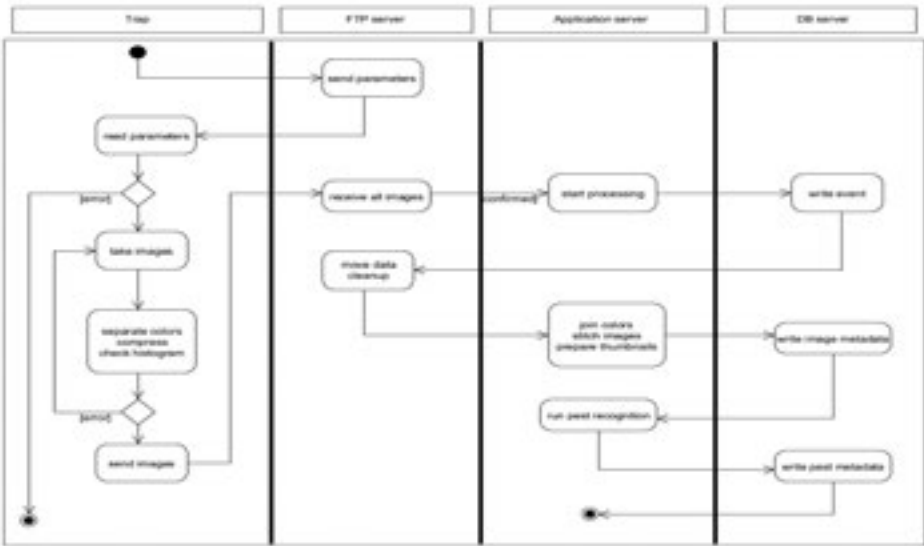 Trap
FTP server
Application server
DB server
send parameters
read parameters
[error]
receive all images
[confirmed]
start processing
write event
take images
move data
cleanup
separate colors
compress
check histogram
join colors
stitch images
prepare thumbnails
write image metadata
[error]
run pest recognition
send images
write pest metadata